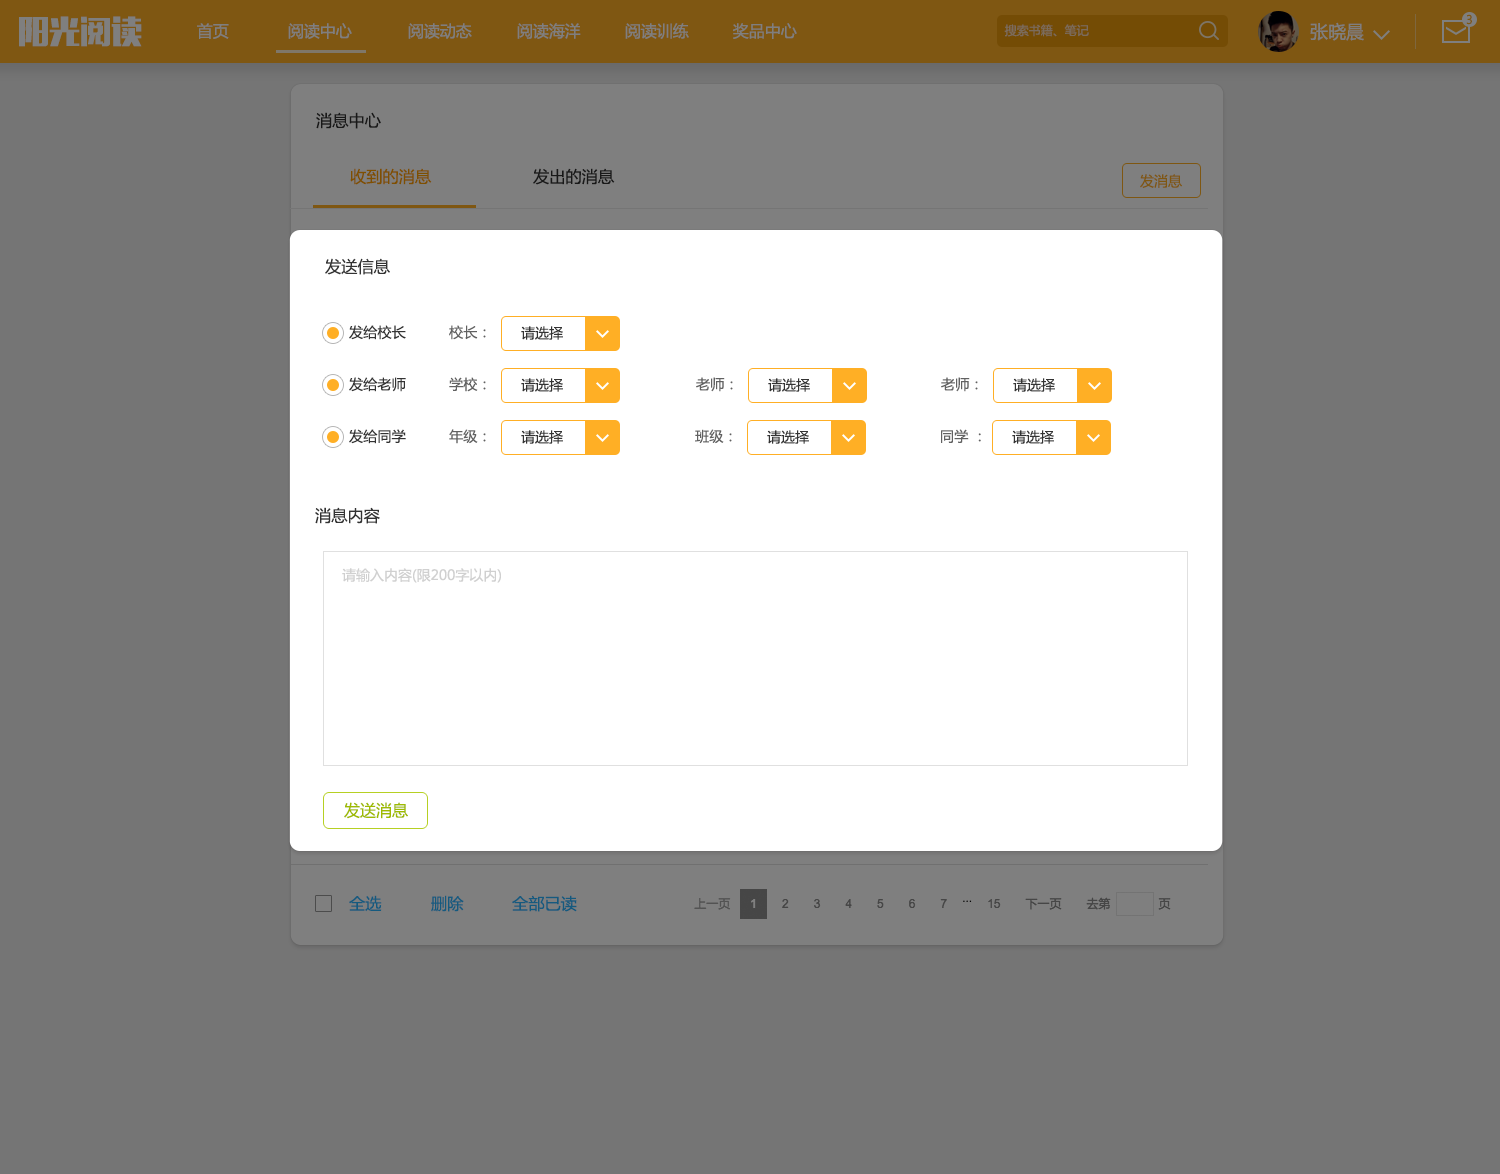 阳光阅读 首页 阅读中心 阅读动态 阅读海洋 阅读训练 奖品中心 搜索书籍、笔记 张晓晨 3
消息中心
收到的消息 发出的消息 发消息
发送信息
发给校长 校长： 请选择
发给老师 学校： 请选择 老师： 请选择 老师： 请选择
发给同学 年级： 请选择 班级： 请选择 同学 ： 请选择
消息内容
请输入内容(限200字以内)
发送消息
全选 删除 全部已读 上一页 1 2 3 4 5 6 7 ... 15 下一页 去第 页